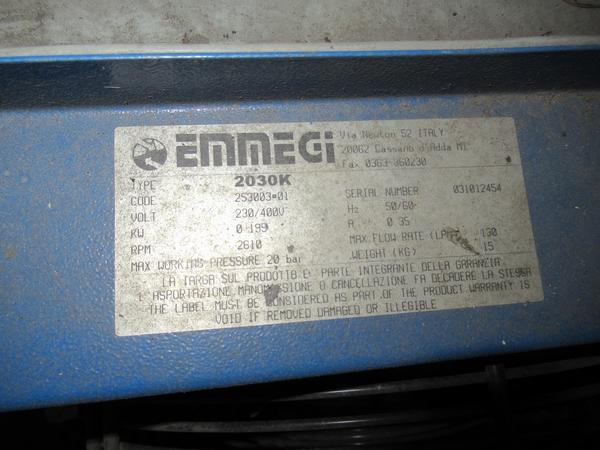 EMMEGI
Via Newton 52 ITALY
20062 Cassano d'Adda MI
Fax 0363-360230
TYPE 2030K
CODE 253003-01 SERIAL NUMBER 031012454
VOLT 230/400V Hz 50/60
KW 0.199 A 0.35
RPM 2610 MAX FLOW RATE 130
MAX WORKING PRESSURE 20 bar WEIGHT (KG) 15
LA TARGA SUL PRODOTTO E' PARTE INTEGRANTE DELLA GARANZIA
L'ASPORTAZIONE MANOMISSIONE O CANCELLAZIONE FA DECADERE LA STESSA
THE LABEL MUST BE CONSIDERED AS PART OF THE PRODUCT WARRANTY IS
VOID IF REMOVED DAMAGED OR ILLEGIBLE